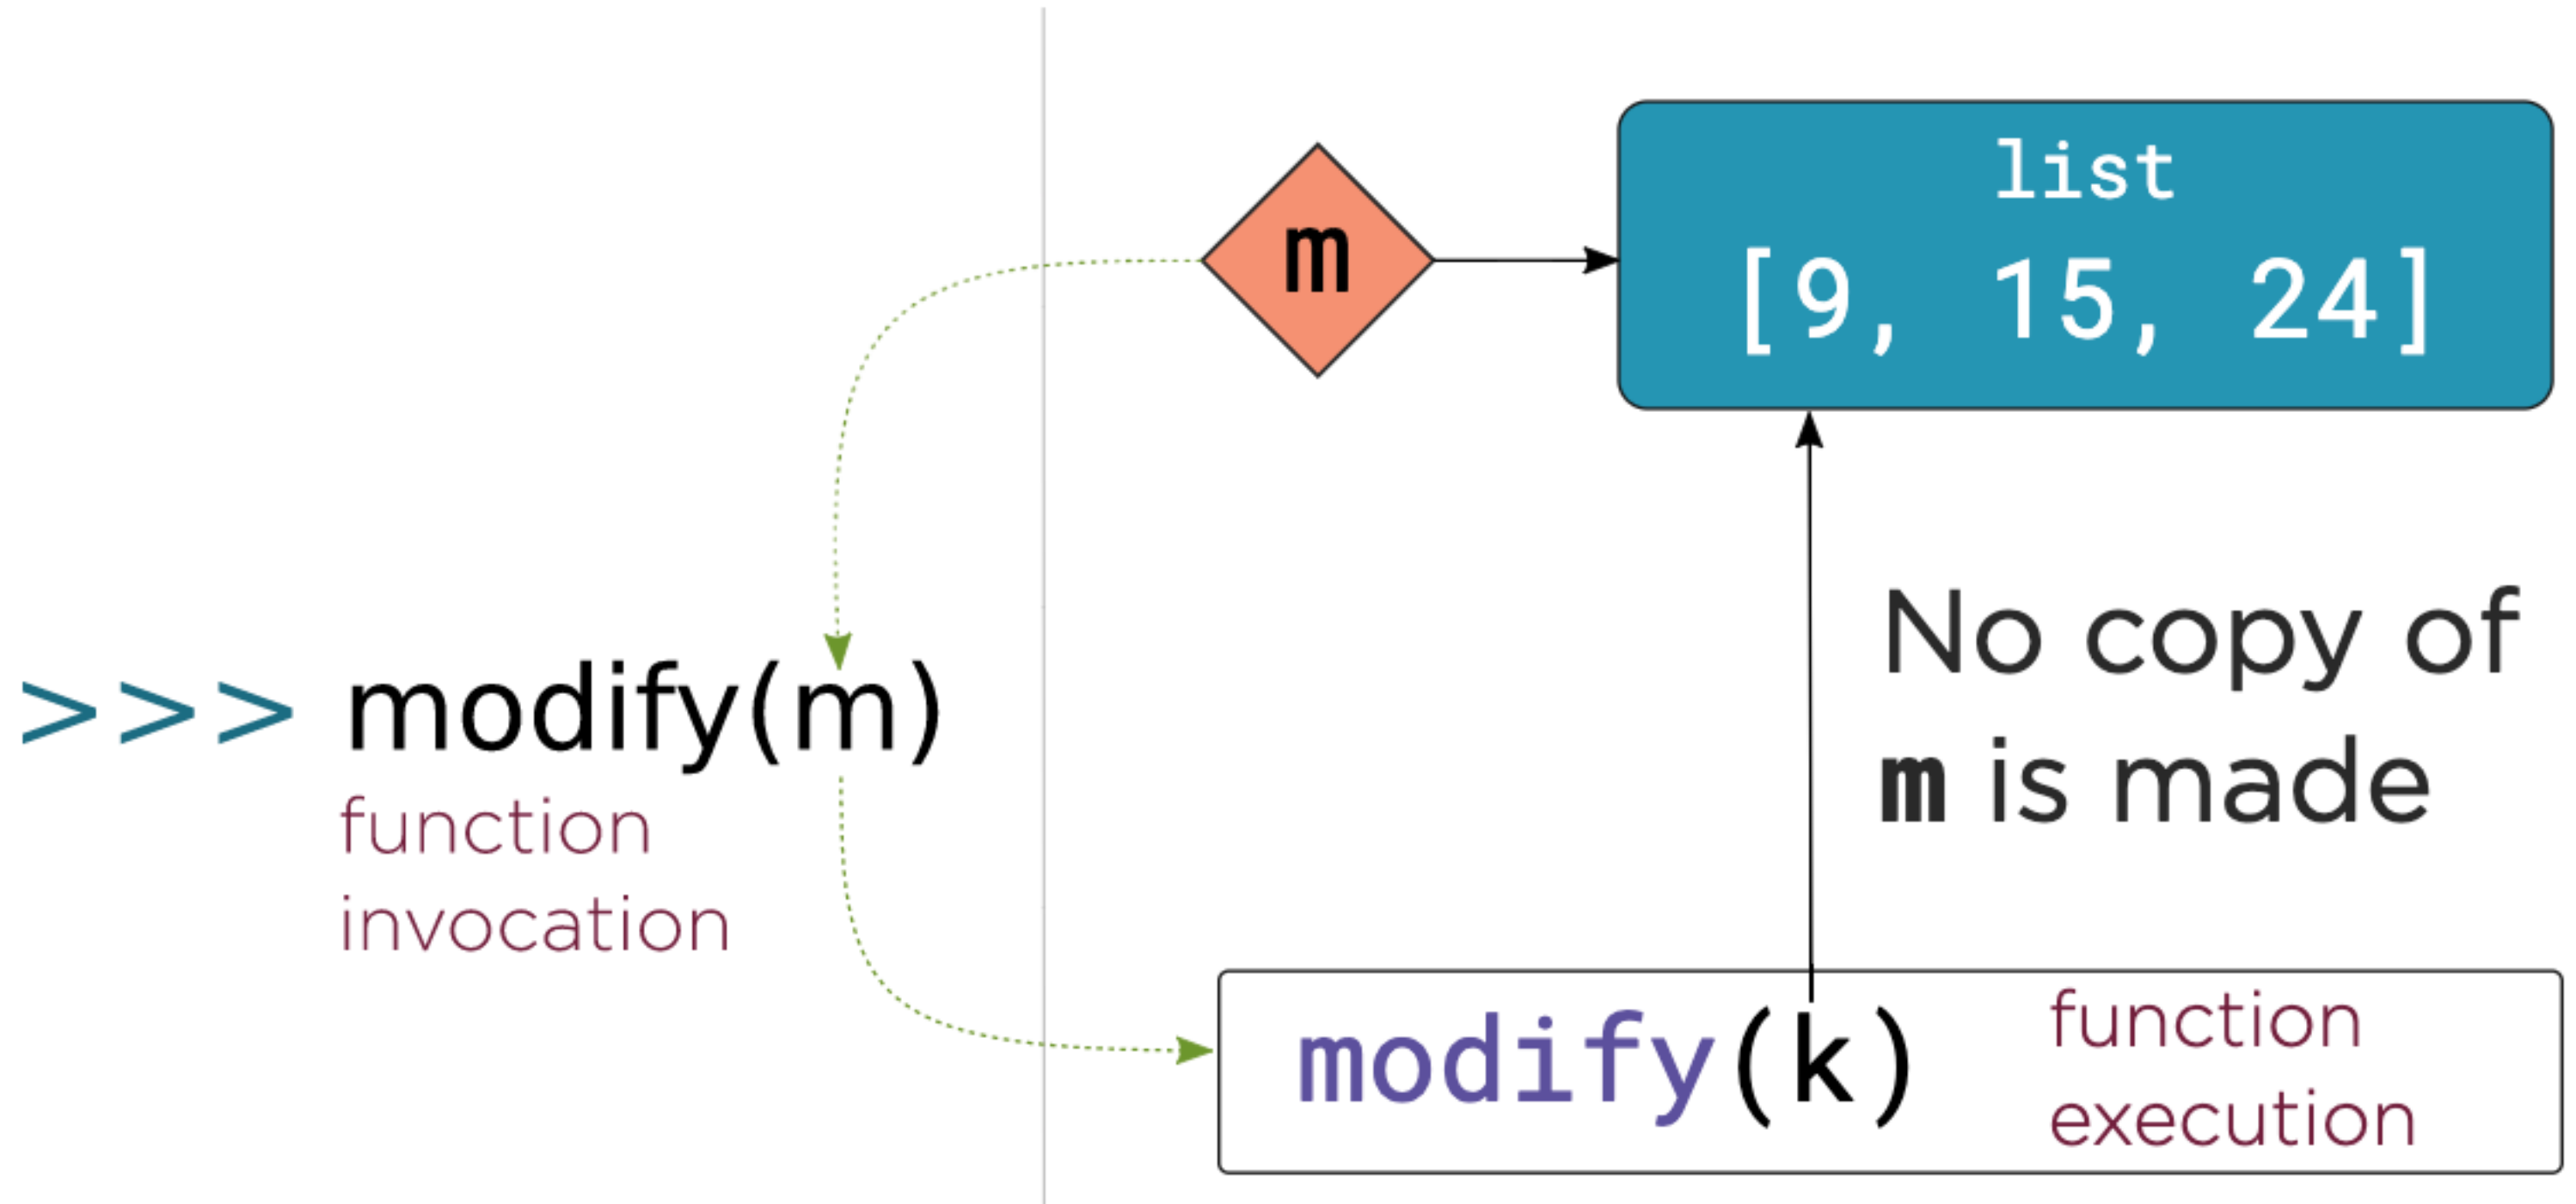 m
list
[9, 15, 24]
>>> modify(m)
function
invocation
No copy of
m is made
modify(k)
function
execution